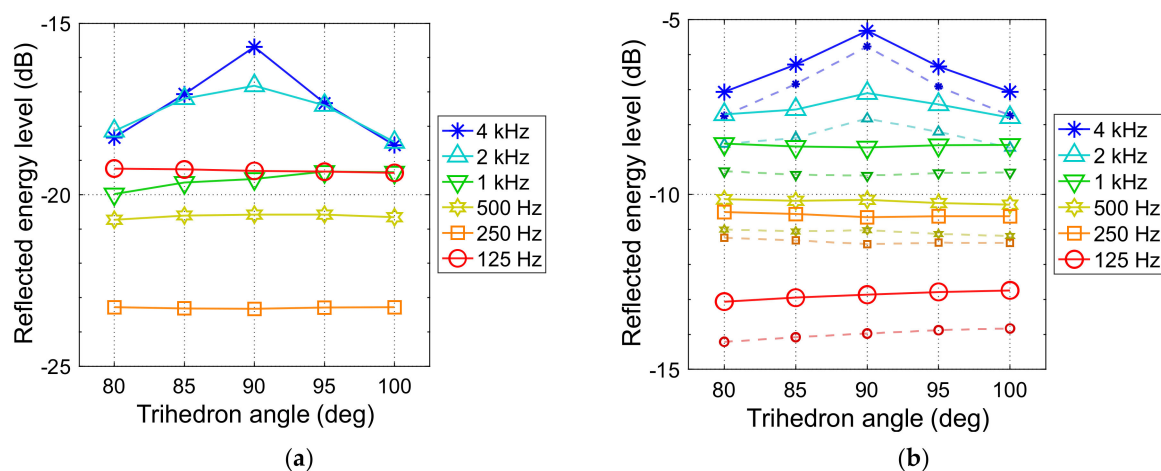 Reflected energy level (dB)
-15
-20
-25
80 85 90 95 100
Trihedron angle (deg)
4 kHz
2 kHz
1 kHz
500 Hz
250 Hz
125 Hz
(a)
Reflected energy level (dB)
-5
-10
-15
80 85 90 95 100
Trihedron angle (deg)
4 kHz
2 kHz
1 kHz
500 Hz
250 Hz
125 Hz
(b)